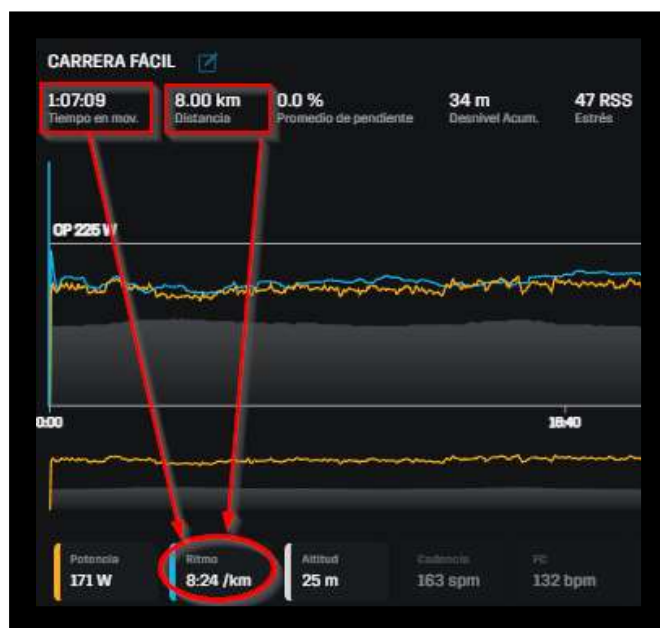 CARRERA FÁCIL
1:07:09 8.00 km 0.0 % 34 m 47 RSS
Tiempo en mov. Distancia Promedio de pendiente Desnivel Acum. Estrés
CP 225 W
0:00 16:40
Potencia Ritmo Altitud Cadencia FC
171 W 8:24 /km 25 m 163 spm 132 bpm